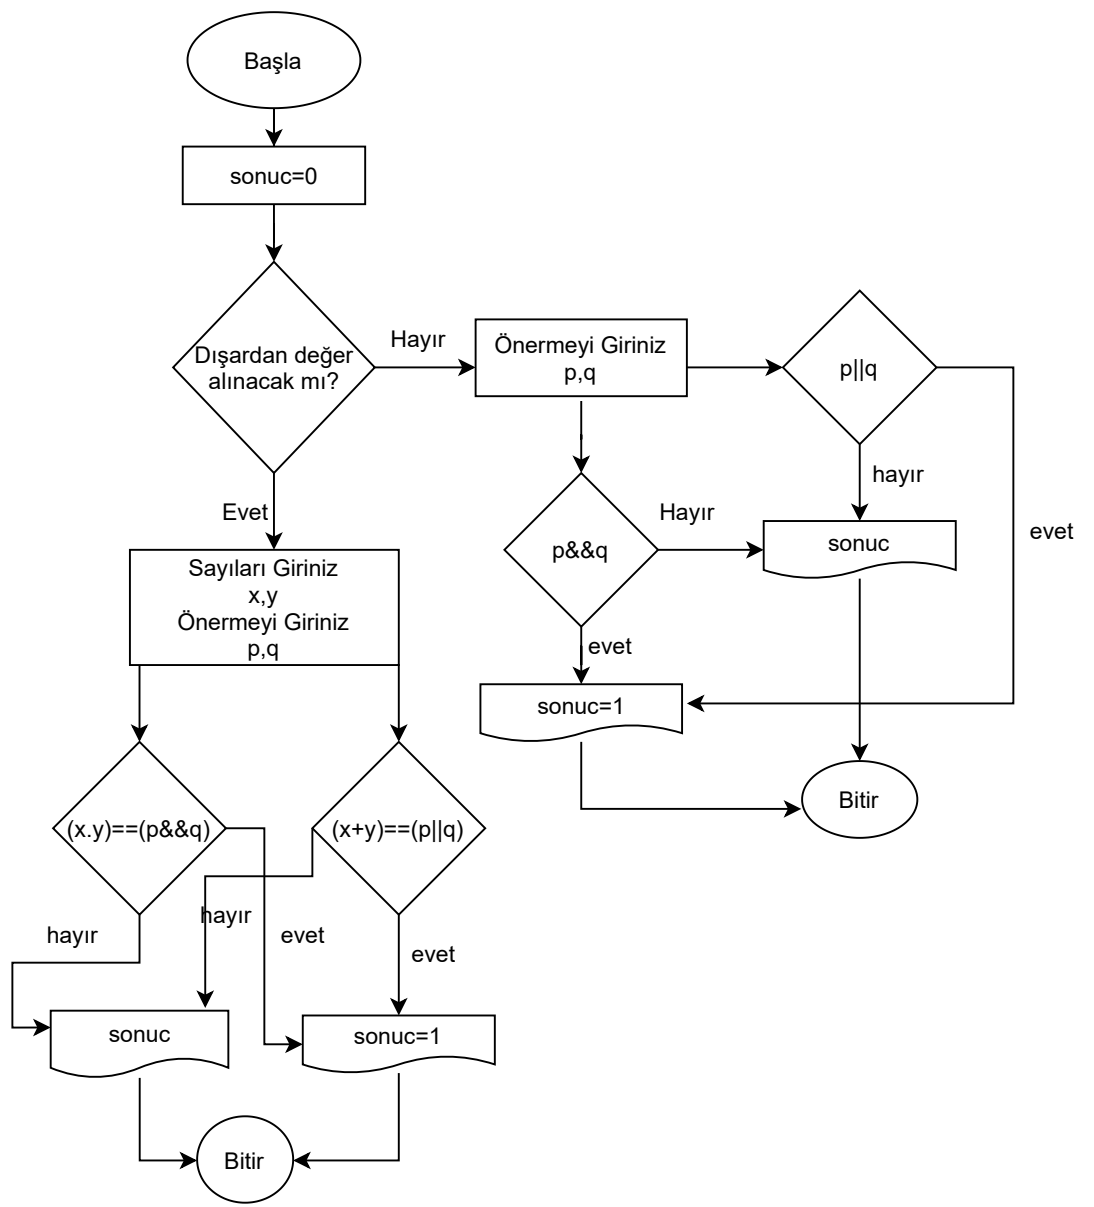 Başla
sonuc=0
Dışardan değer
alınacak mı?
Hayır
Önermeyi Giriniz
p,q
p||q
hayır
evet
Evet
p&&q
Hayır
sonuc
evet
sonuc=1
Bitir
Sayıları Giriniz
x,y
Önermeyi Giriniz
p,q
(x.y)==(p&&q)
(x+y)==(p||q)
hayır
hayır
evet
evet
sonuc
sonuc=1
Bitir